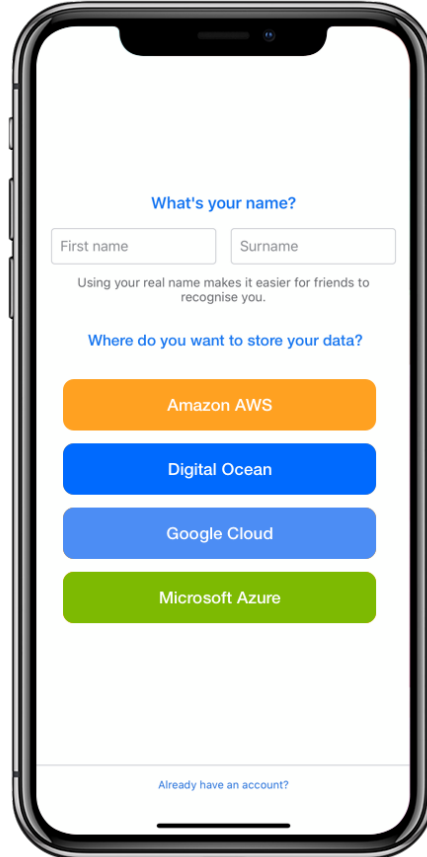 What's your name?
First name
Surname
Using your real name makes it easier for friends to
recognise you.
Where do you want to store your data?
Amazon AWS
Digital Ocean
Google Cloud
Microsoft Azure
Already have an account?